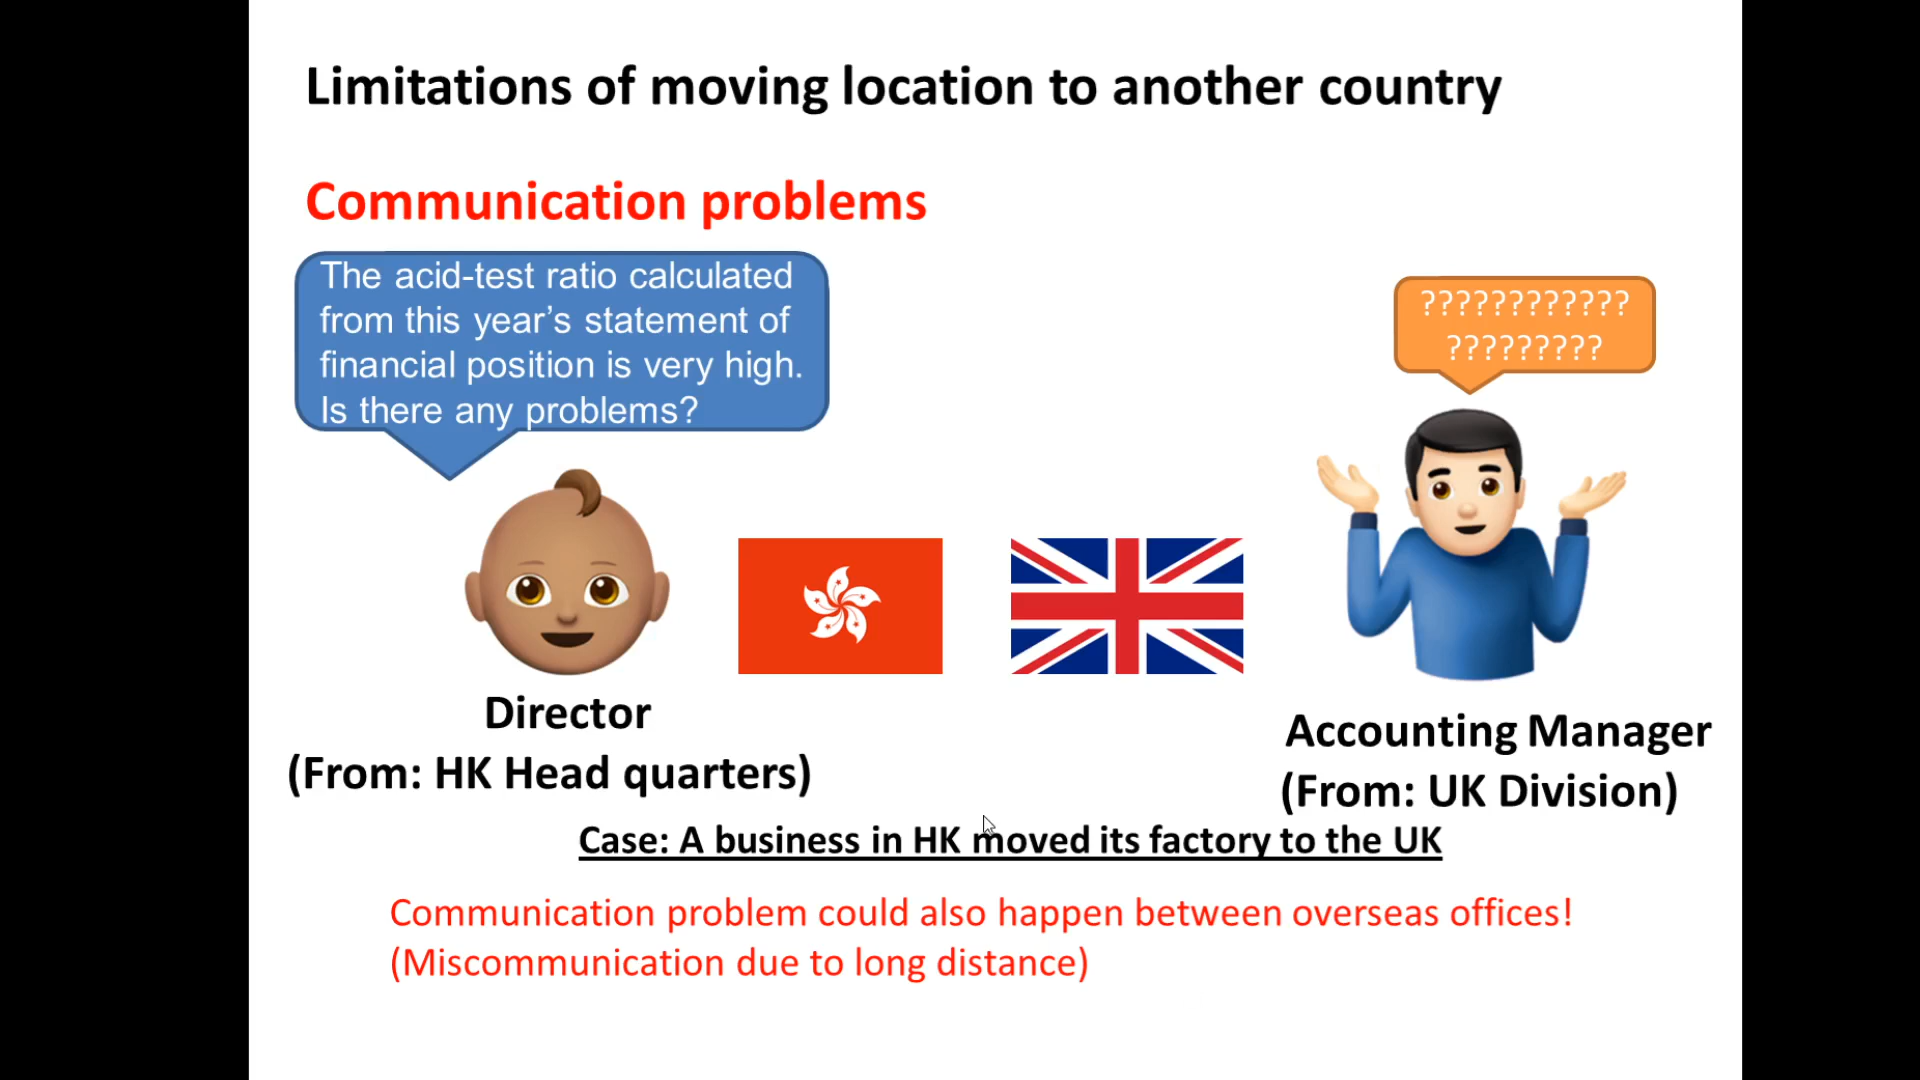 Limitations of moving location to another country
Communication problems
The acid-test ratio calculated
from this year’s statement of
financial position is very high.
Is there any problems?
????????????
?????????
Director
(From: HK Head quarters)
Accounting Manager
(From: UK Division)
Case: A business in HK moved its factory to the UK
Communication problem could also happen between overseas offices!
(Miscommunication due to long distance)